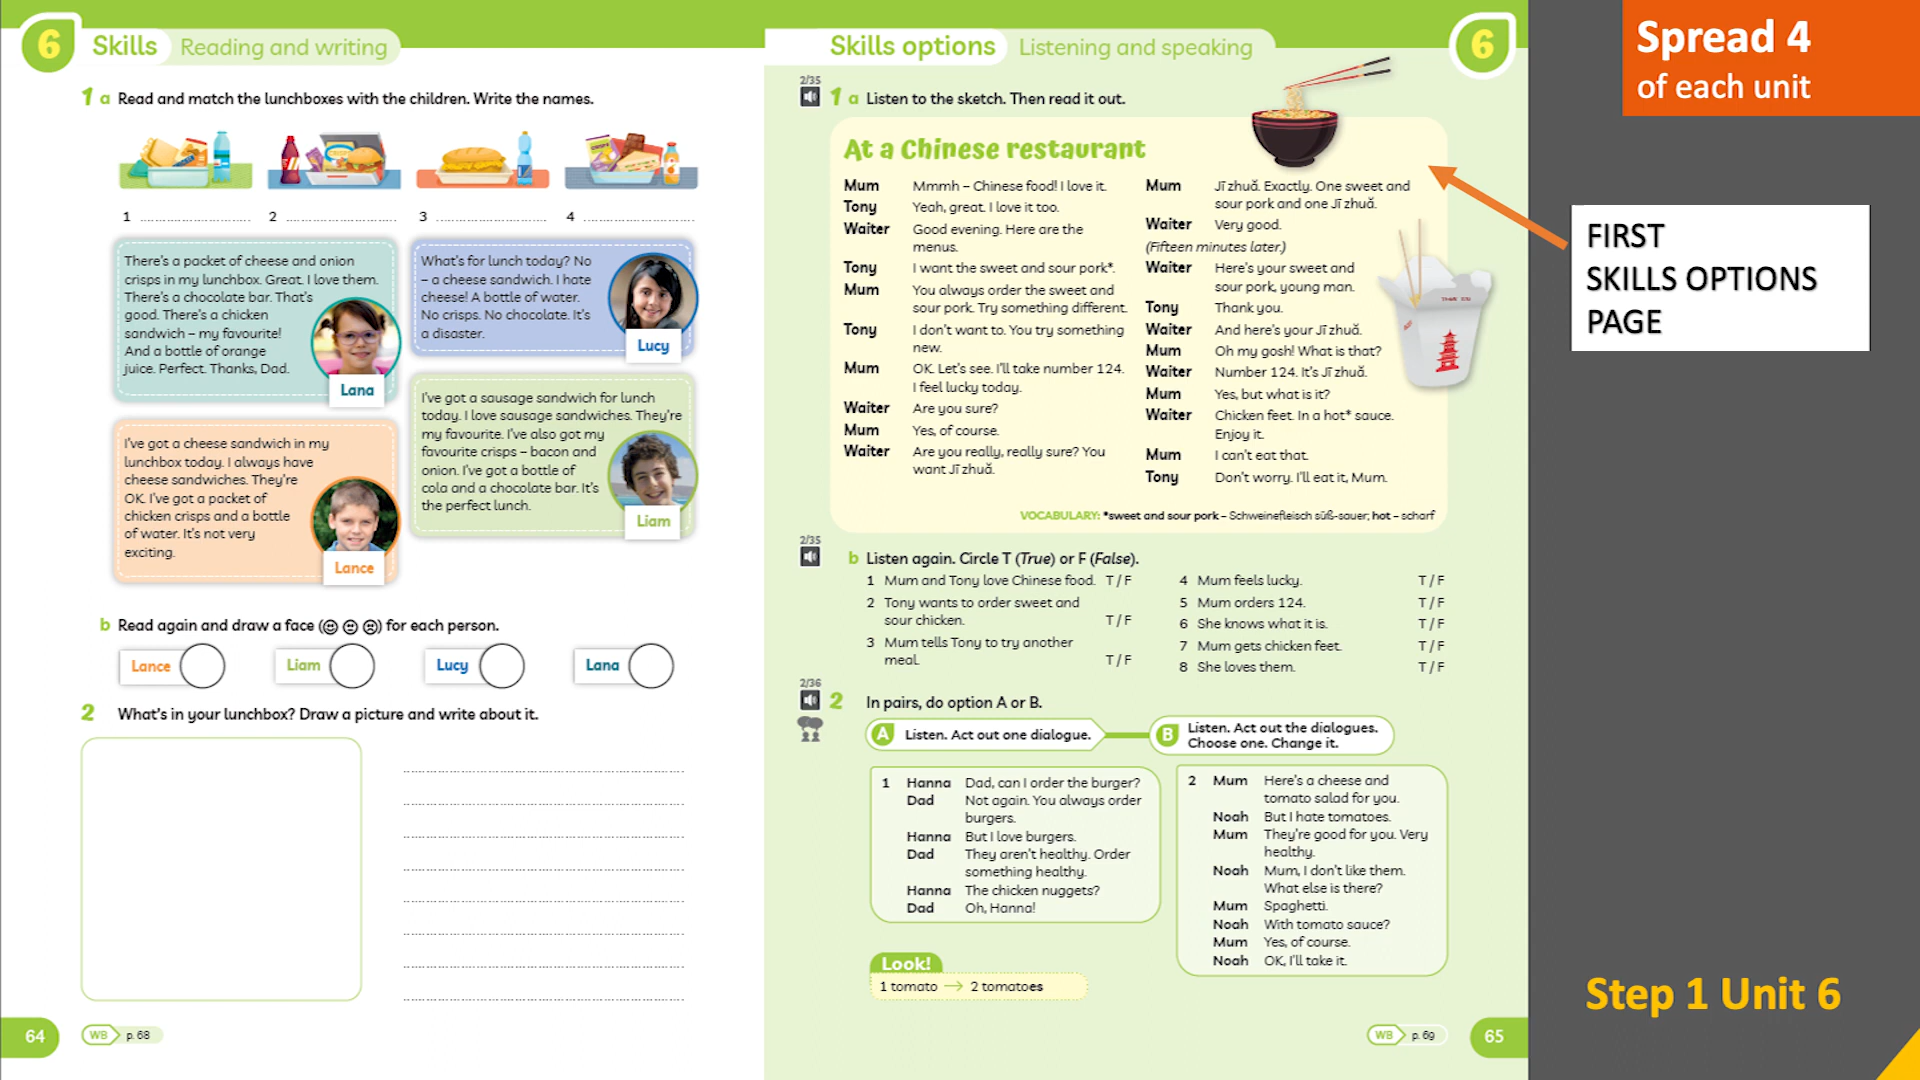 6 Skills Reading and writing
1 a Read and match the lunchboxes with the children. Write the names.
1 2 3 4
There's a packet of cheese and onion
crisps in my lunchbox. Great. I love them.
There's a chocolate bar. That's
good. There's a chicken
sandwich – my favourite!
And a bottle of orange
juice. Perfect. Thanks, Dad.
Lana
What's for lunch today? No
– a cheese sandwich. I hate
cheese! A bottle of water.
No crisps. No chocolate. It's
a disaster.
Lucy
I've got a cheese sandwich in my
lunchbox today. I always have
cheese sandwiches. They're
OK. I've got a packet of
chicken crisps and a bottle
of water. It's not very
exciting.
Lance
I've got a sausage sandwich for lunch
today. I love sausage sandwiches. They're
my favourite. I've also got my
favourite crisps – bacon and
onion. I've got a bottle of
cola and a chocolate bar. It's
the perfect lunch.
Liam
b Read again and draw a face (☺ 😐 ☹) for each person.
Lance Liam Lucy Lana
2 What's in your lunchbox? Draw a picture and write about it.
64 WB p. 68
Skills options Listening and speaking 6
2/35
1 a Listen to the sketch. Then read it out.
At a Chinese restaurant
Mum Mmmh – Chinese food! I love it.
Tony Yeah, great. I love it too.
Waiter Good evening. Here are the
menus.
Tony I want the sweet and sour pork*.
Mum You always order the sweet and
sour pork. Try something different.
Tony I don't want to. You try something
new.
Mum OK. Let's see. I'll take number 124.
I feel lucky today.
Waiter Are you sure?
Mum Yes, of course.
Waiter Are you really, really sure? You
want Jī zhuǎ.
Mum Jī zhuǎ. Exactly. One sweet and
sour pork and one Jī zhuǎ.
Waiter Very good.
(Fifteen minutes later.)
Waiter Here's your sweet and
sour pork, young man.
Tony Thank you.
Waiter And here's your Jī zhuǎ.
Mum Oh my gosh! What is that?
Waiter Number 124. It's Jī zhuǎ.
Mum Yes, but what is it?
Waiter Chicken feet. In a hot* sauce.
Enjoy it.
Mum I can't eat that.
Tony Don't worry. I'll eat it, Mum.
THANK YOU
VOCABULARY: *sweet and sour pork – Schweinefleisch süß-sauer; hot – scharf
2/35
b Listen again. Circle T (True) or F (False).
1 Mum and Tony love Chinese food. T / F
2 Tony wants to order sweet and
sour chicken. T / F
3 Mum tells Tony to try another
meal. T / F
4 Mum feels lucky. T / F
5 Mum orders 124. T / F
6 She knows what it is. T / F
7 Mum gets chicken feet. T / F
8 She loves them. T / F
2/36
2 In pairs, do option A or B.
A Listen. Act out one dialogue.
B Listen. Act out the dialogues.
Choose one. Change it.
1 Hanna Dad, can I order the burger?
Dad Not again. You always order
burgers.
Hanna But I love burgers.
Dad They aren't healthy. Order
something healthy.
Hanna The chicken nuggets?
Dad Oh, Hanna!
2 Mum Here's a cheese and
tomato salad for you.
Noah But I hate tomatoes.
Mum They're good for you. Very
healthy.
Noah Mum, I don't like them.
What else is there?
Mum Spaghetti.
Noah With tomato sauce?
Mum Yes, of course.
Noah OK, I'll take it.
Look!
1 tomato → 2 tomatoes
WB p. 69 65
Spread 4
of each unit
FIRST
SKILLS OPTIONS
PAGE
Step 1 Unit 6